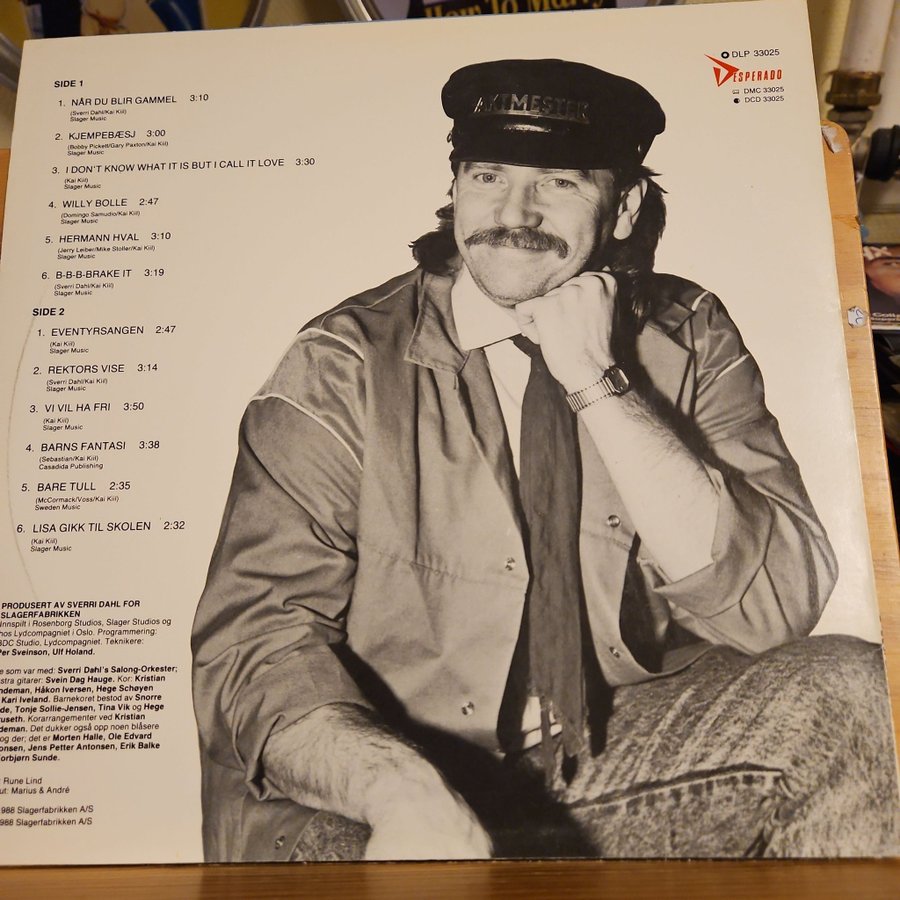 How To Marry
DLP 33025
DESPERADO
DMC 33025
DCD 33025
SIDE 1
1. NÅR DU BLIR GAMMEL 3:10
(Sverri Dahl/Kai Kiil)
Slager Music
2. KJEMPEBÆSJ 3:00
(Bobby Pickett/Gary Paxton/Kai Kiil)
Slager Music
3. I DON'T KNOW WHAT IT IS BUT I CALL IT LOVE 3:30
(Kai Kiil)
Slager Music
4. WILLY BOLLE 2:47
(Domingo Samudio/Kai Kiil)
Slager Music
5. HERMANN HVAL 3:10
(Jerry Leiber/Mike Stoller/Kai Kiil)
Slager Music
6. B-B-B-BRAKE IT 3:19
(Sverri Dahl/Kai Kiil)
Slager Music
SIDE 2
1. EVENTYRSANGEN 2:47
(Kai Kiil)
Slager Music
2. REKTORS VISE 3:14
(Sverri Dahl/Kai Kiil)
Slager Music
3. VI VIL HA FRI 3:50
(Kai Kiil)
Slager Music
4. BARNS FANTASI 3:38
(Sebastian/Kai Kiil)
Casadida Publishing
5. BARE TULL 2:35
(McCormack/Voss/Kai Kiil)
Sweden Music
6. LISA GIKK TIL SKOLEN 2:32
(Kai Kiil)
Slager Music
PRODUSERT AV SVERRI DAHL FOR
SLAGERFABRIKKEN
Innspilt i Rosenborg Studios, Slager Studios og
hos Lydcompagniet i Oslo. Programmering:
BDC Studio, Lydcompagniet. Teknikere:
Per Sveinson, Ulf Holand.
e som var med: Sverri Dahl's Salong-Orkester;
stra gitarer: Svein Dag Hauge. Kor: Kristian
ndeman, Håkon Iversen, Hege Schøyen
Kari Iveland. Barnekoret bestod av Snorre
de, Tonje Sollie-Jensen, Tina Vik og Hege
ruseth. Korarrangementer ved Kristian
deman. Det dukker også opp noen blåsere
og der; det er Morten Halle, Ole Edvard
onsen, Jens Petter Antonsen, Erik Balke
orbjørn Sunde.
Rune Lind
ut: Marius & André
1988 Slagerfabrikken A/S
1988 Slagerfabrikken A/S